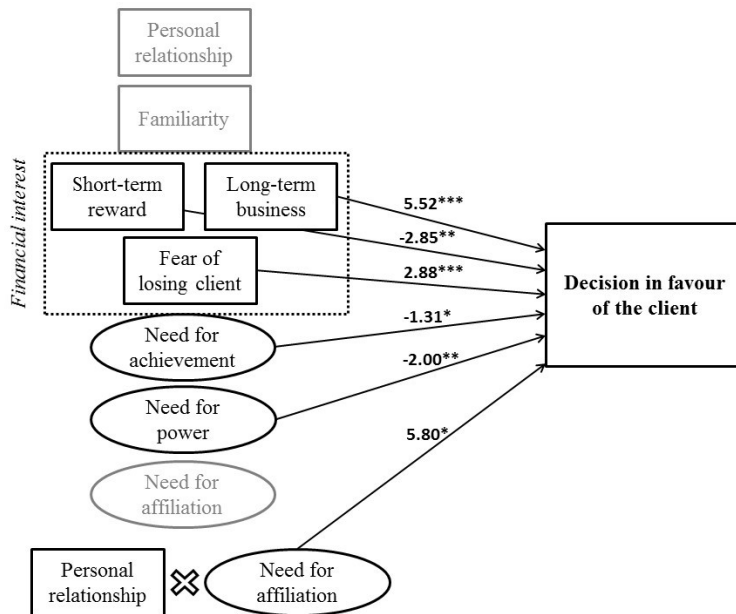 Personal
relationship
Familiarity
Financial interest
Short-term
reward
Long-term
business
Fear of
losing client
Need for
achievement
Need for
power
Need for
affiliation
Personal
relationship
Need for
affiliation
5.52***
-2.85**
2.88***
-1.31*
-2.00**
5.80*
Decision in favour
of the client